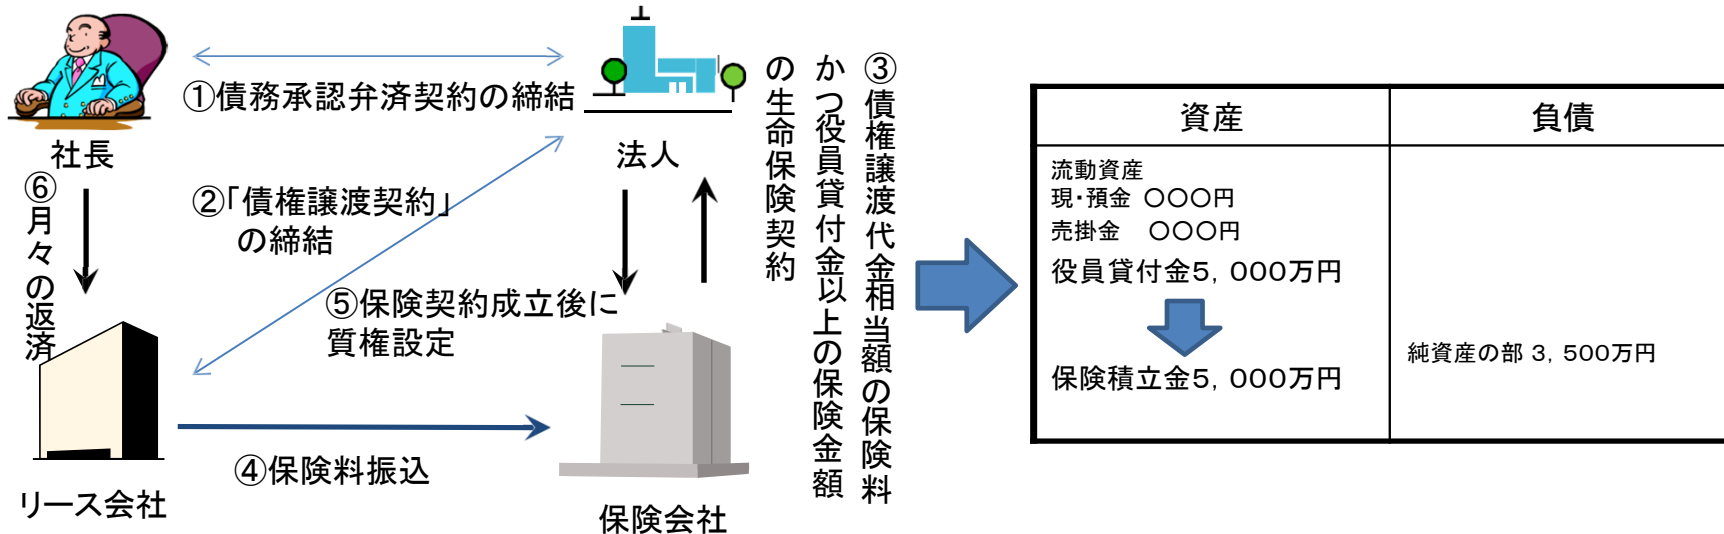 ①債務承認弁済契約の締結
社長
法人
⑥月々の返済
②「債権譲渡契約」
の締結
⑤保険契約成立後に
質権設定
④保険料振込
リース会社
保険会社
③債権譲渡代金相当額の保険料
かつ役員貸付金以上の保険金額
の生命保険契約
資産
負債
流動資産
現・預金 〇〇〇円
売掛金 〇〇〇円
役員貸付金5，000万円
保険積立金5，000万円
純資産の部 3，500万円